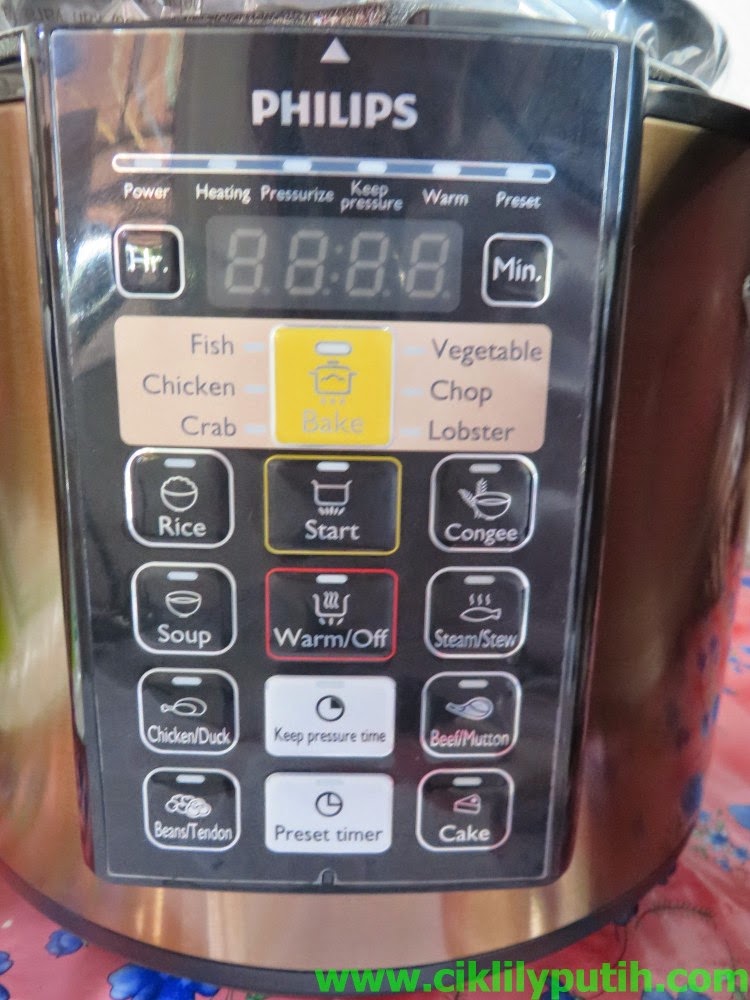 PHILIPS
Power Heating Pressurize Keep pressure Warm Preset
Hr. Min.
Fish Vegetable
Chicken Chop
Bake
Crab Lobster
Rice Start Congee
Soup Warm/Off Steam/Stew
Chicken/Duck Keep pressure time Beef/Mutton
Beans/Tendon Preset timer Cake
www.ciklilyputih.com